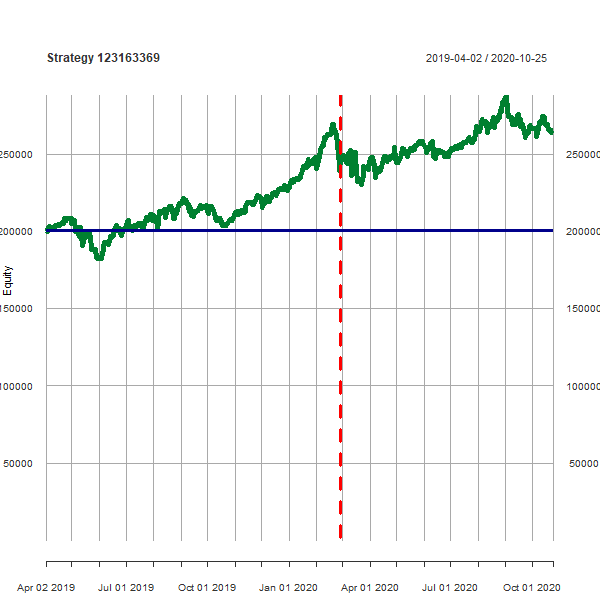 Strategy 123163369
2019-04-02 / 2020-10-25
250000
250000
200000
200000
Equity
150000
150000
100000
100000
50000
50000
Apr 02 2019
Jul 01 2019
Oct 01 2019
Jan 01 2020
Apr 01 2020
Jul 01 2020
Oct 01 2020